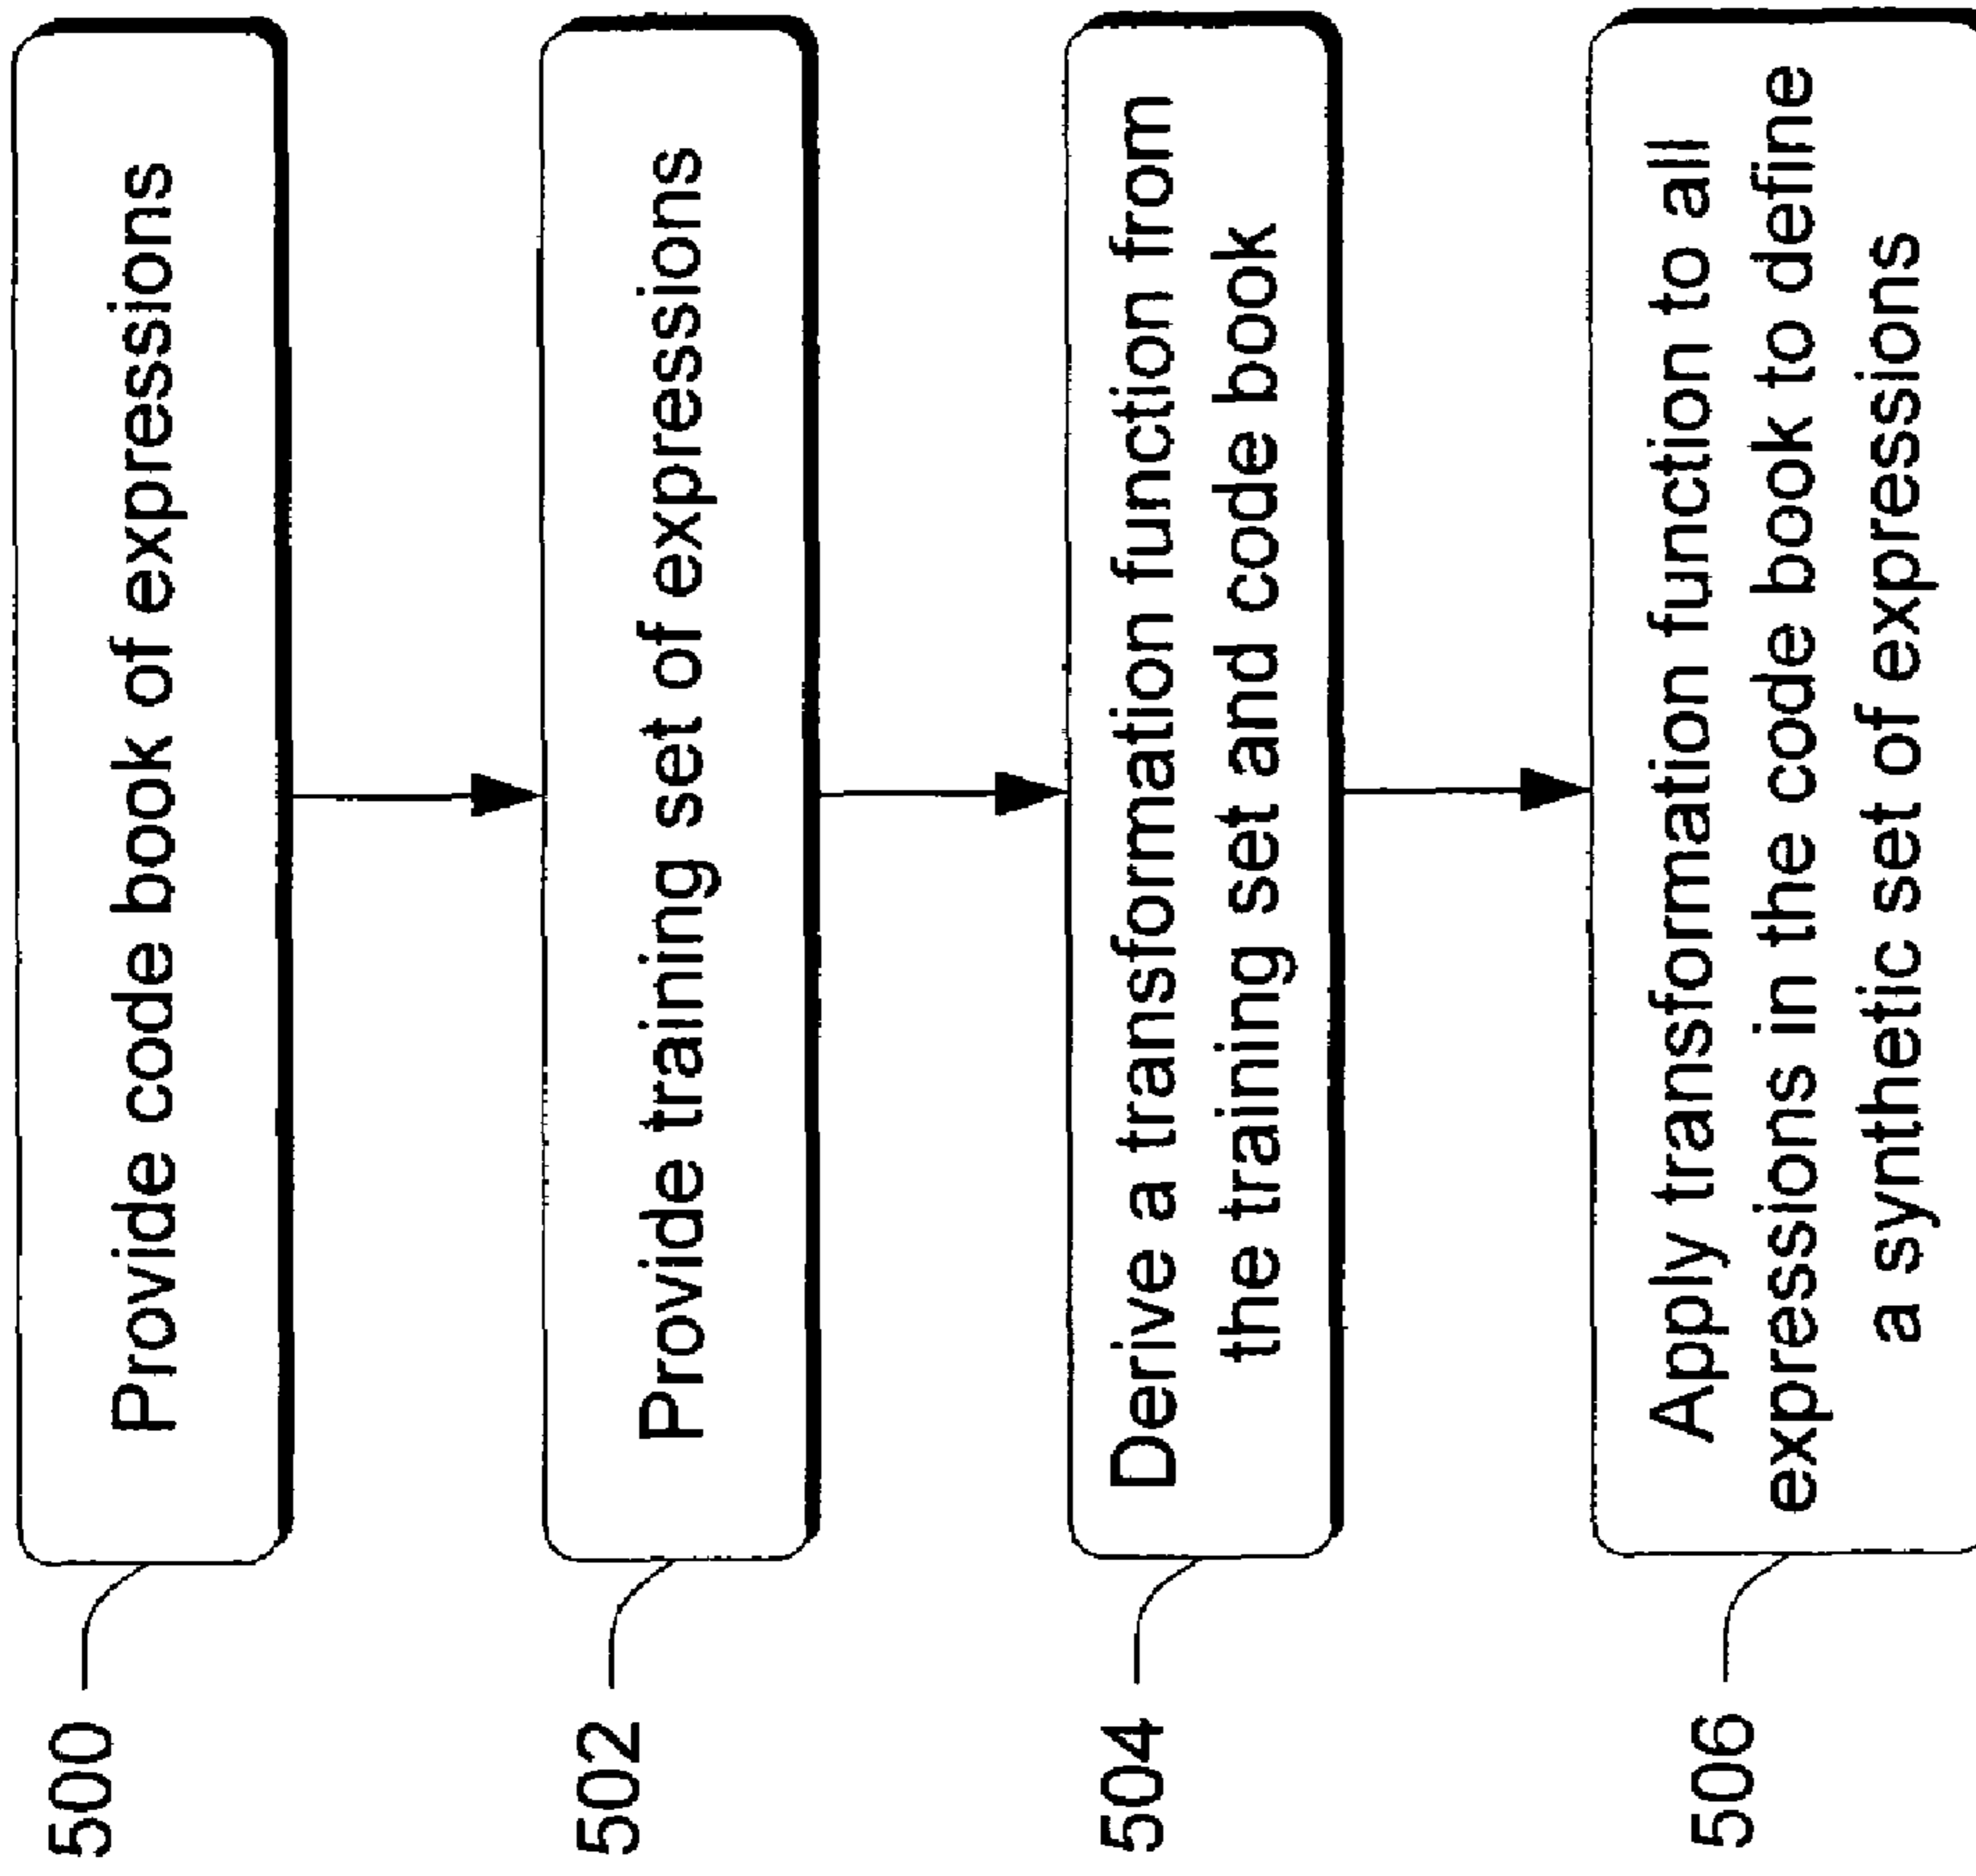 500
Provide code book of expressions
502
Provide training set of expressions
504
Derive a transformation function from
the training set and code book
506
Apply transformation function to all
expressions in the code book to define
a synthetic set of expressions